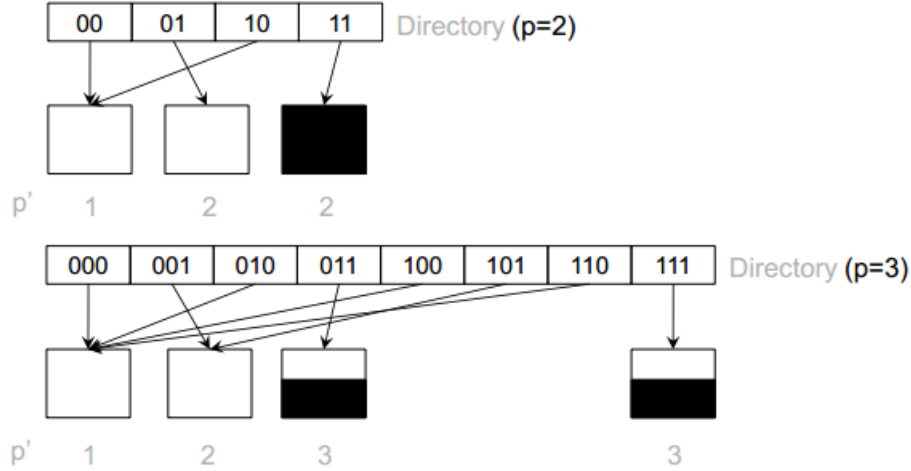 00 01 10 11 Directory (p=2)
p' 1 2 2
000 001 010 011 100 101 110 111 Directory (p=3)
p' 1 2 3 3